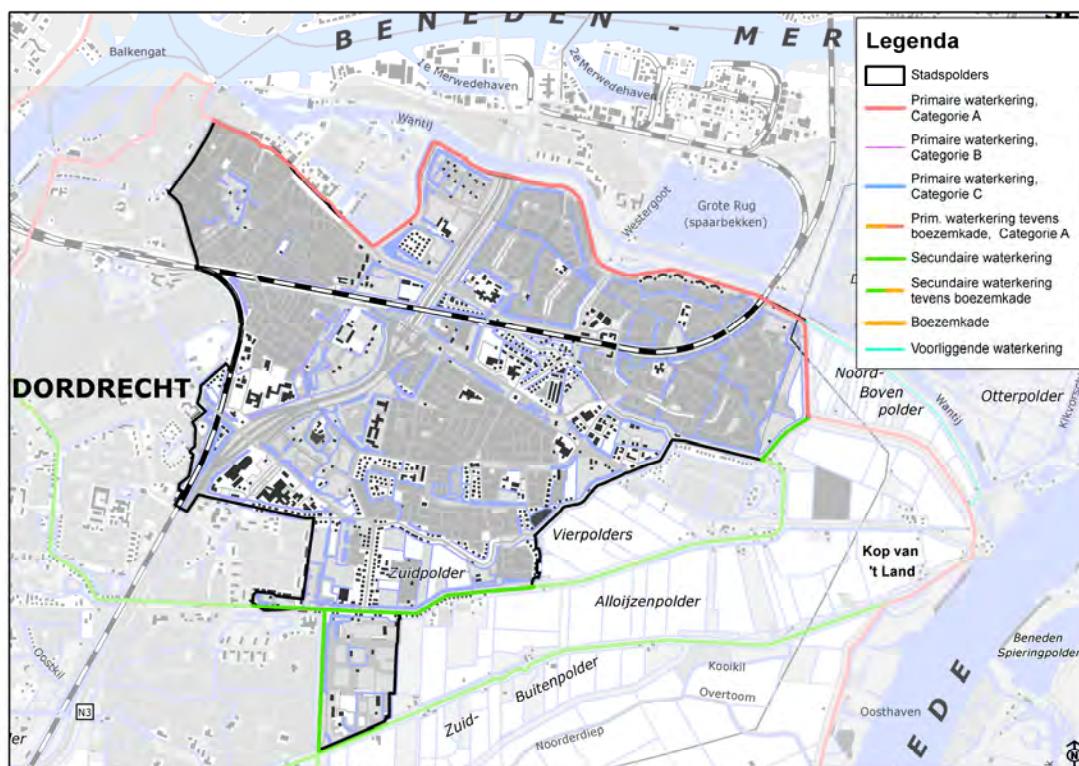 BENEDEN - MER
Balkengat
1e Merwedehaven
2e Merwedehaven
Wantij
Westergoot
Grote Rug
(spaarbekken)
Legenda
Stadspolders
Primaire waterkering,
Categorie A
Primaire waterkering,
Categorie B
Primaire waterkering,
Categorie C
Prim. waterkering tevens
boezemkade, Categorie A
Secundaire waterkering
Secundaire waterkering
tevens boezemkade
Boezemkade
Voorliggende waterkering
DORDRECHT
Noord-
Boven
polder
Wantij
Otterpolder
Vierpolders
Kop van
't Land
Zuidpolder
Alloijzenpolder
Beneden
Spieringpolder
Oostkil
Zuid-
Buitenpolder
Kooikil
Overtoom
Oosthaven
N3
Noorderdiep
EDE
N